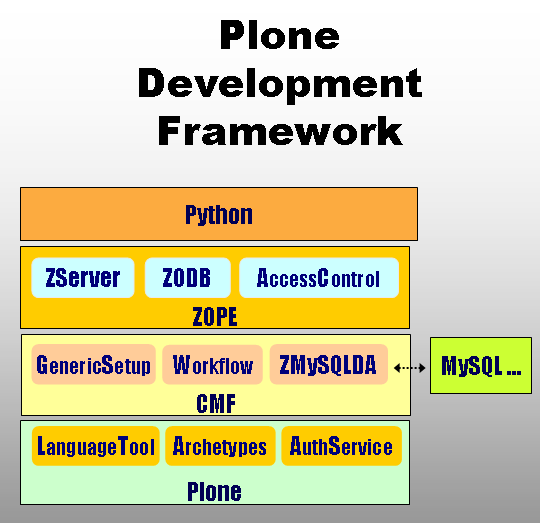 Plone
Development
Framework
Python
ZServer ZODB AccessControl
ZOPE
GenericSetup Workflow ZMySQLDA MySQL ...
CMF
LanguageTool Archetypes AuthService
Plone